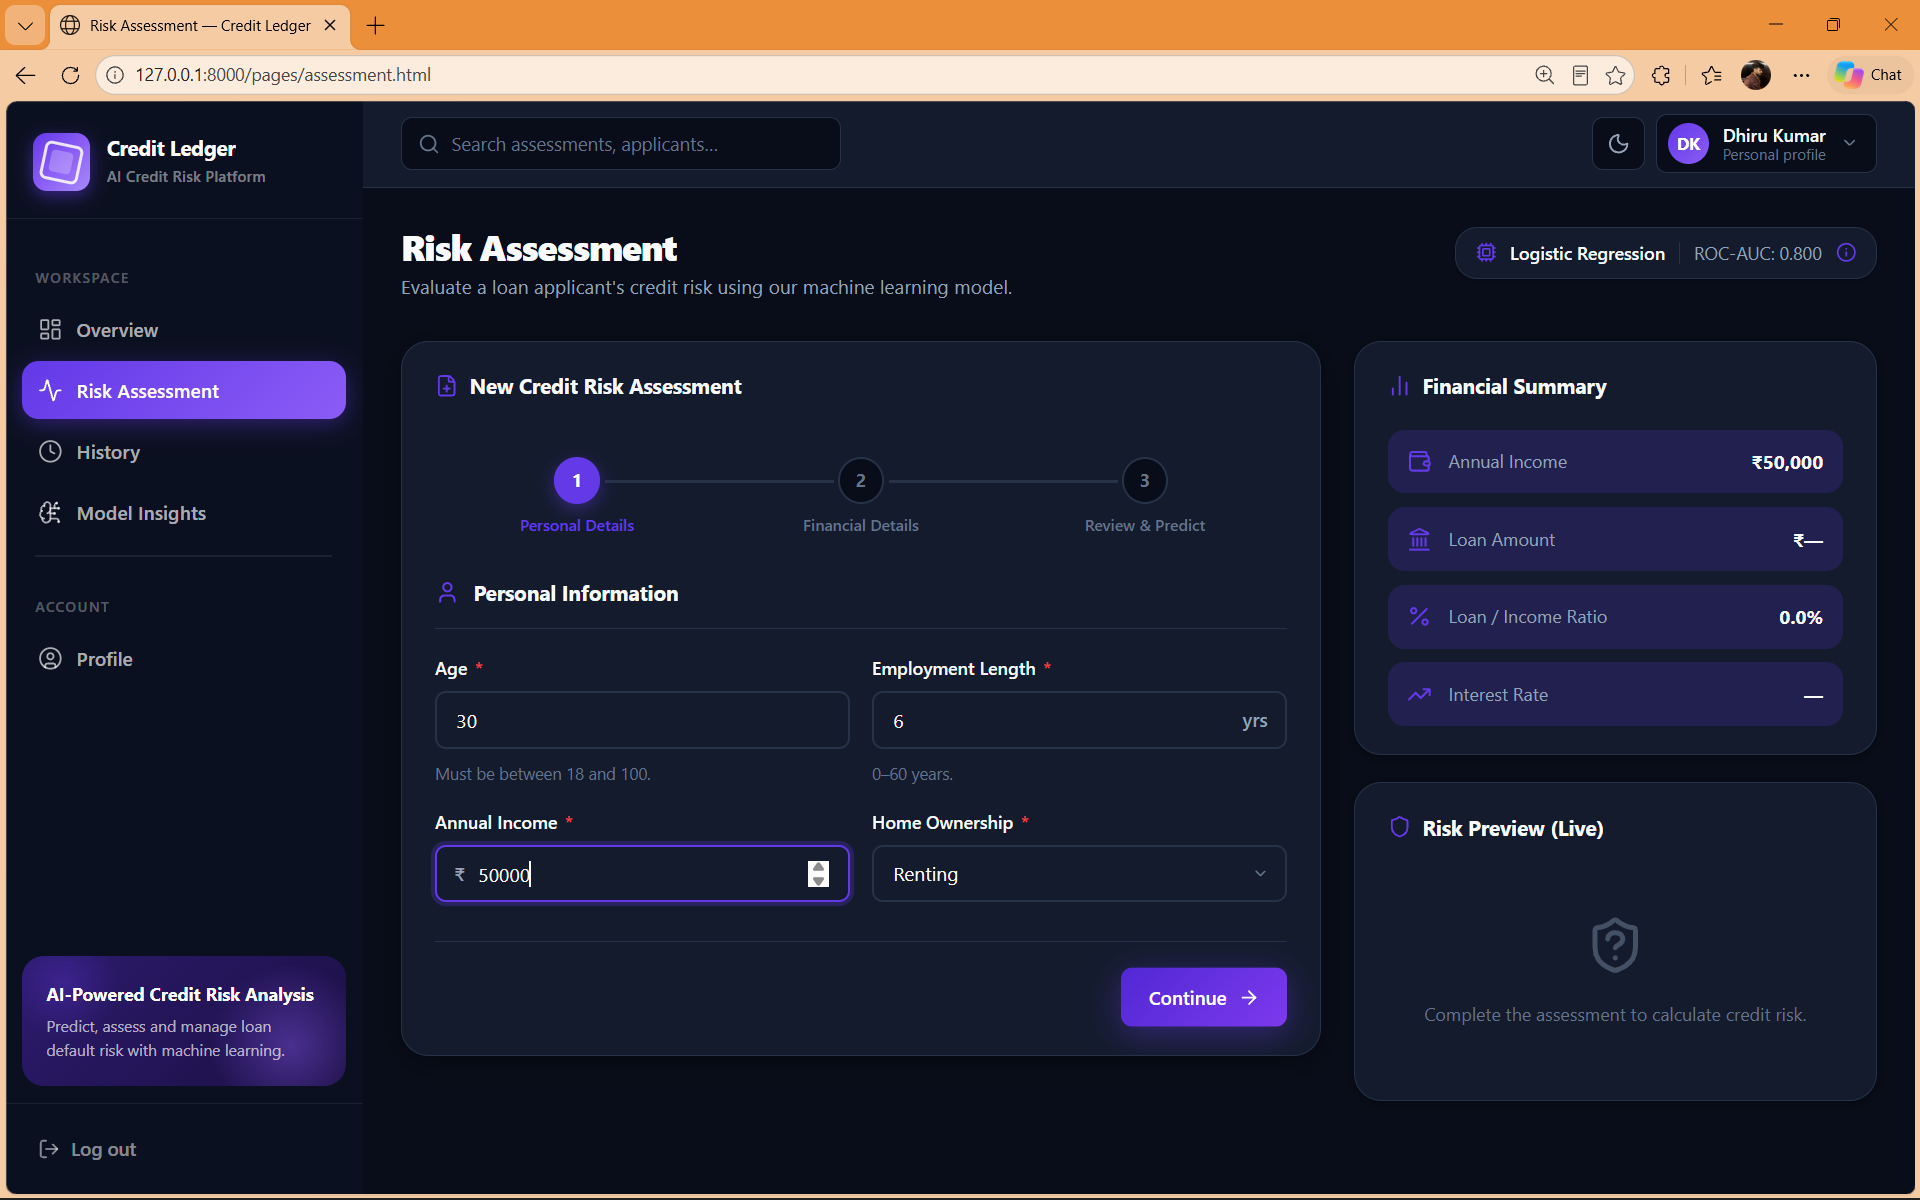 Risk Assessment — Credit Ledger
127.0.0.1:8000/pages/assessment.html
Chat
Credit Ledger
AI Credit Risk Platform
Search assessments, applicants...
DK
Dhiru Kumar
Personal profile
WORKSPACE
Overview
Risk Assessment
History
Model Insights
ACCOUNT
Profile
AI-Powered Credit Risk Analysis
Predict, assess and manage loan
default risk with machine learning.
Log out
Risk Assessment
Evaluate a loan applicant's credit risk using our machine learning model.
Logistic Regression
ROC-AUC: 0.800
New Credit Risk Assessment
1
2
3
Personal Details
Financial Details
Review & Predict
Personal Information
Age *
Employment Length *
30
6 yrs
Must be between 18 and 100.
0–60 years.
Annual Income *
Home Ownership *
₹ 50000
Renting
Continue
Financial Summary
Annual Income ₹50,000
Loan Amount ₹—
Loan / Income Ratio 0.0%
Interest Rate —
Risk Preview (Live)
Complete the assessment to calculate credit risk.